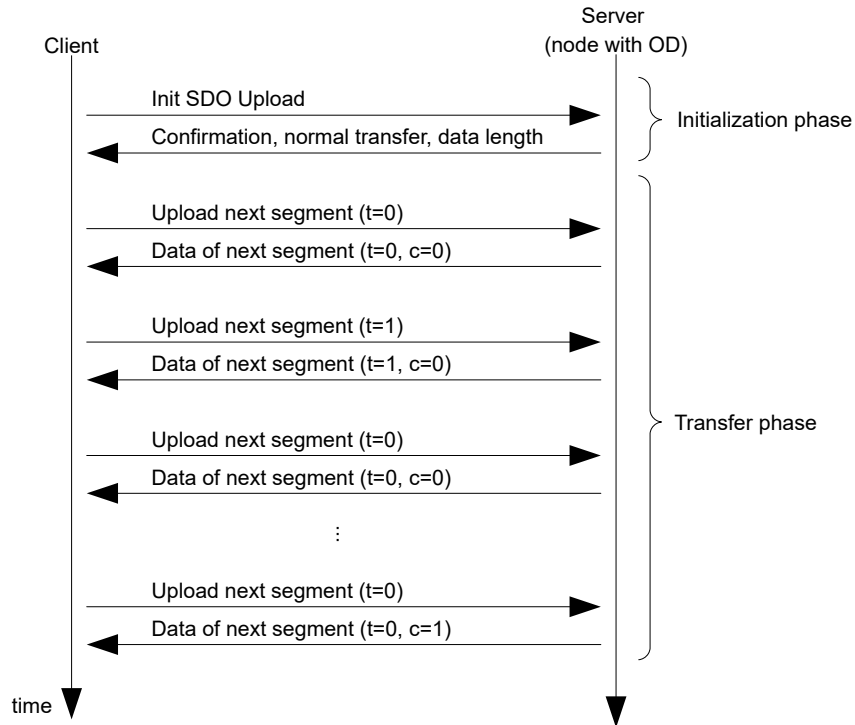 Server
(node with OD)
Client
Init SDO Upload
Confirmation, normal transfer, data length
Initialization phase
Upload next segment (t=0)
Data of next segment (t=0, c=0)
Upload next segment (t=1)
Data of next segment (t=1, c=0)
Transfer phase
Upload next segment (t=0)
Data of next segment (t=0, c=0)
...
Upload next segment (t=0)
Data of next segment (t=0, c=1)
time